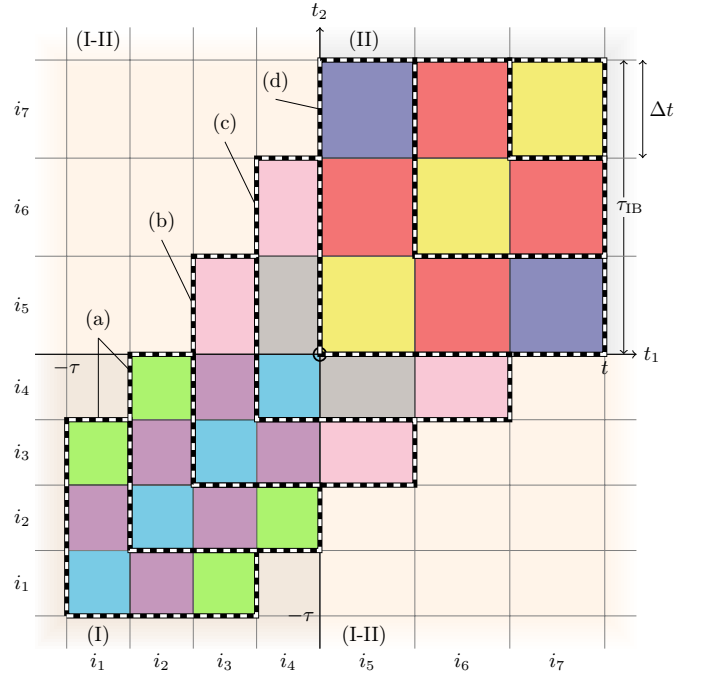 t₂
(I-II) (II)
(d)
i₇ Δt
(c)
i₆ τ_IB
(b)
i₅
(a)
−τ t t₁
i₄
i₃
i₂
i₁
−τ
(I) (I-II)
i₁ i₂ i₃ i₄ i₅ i₆ i₇